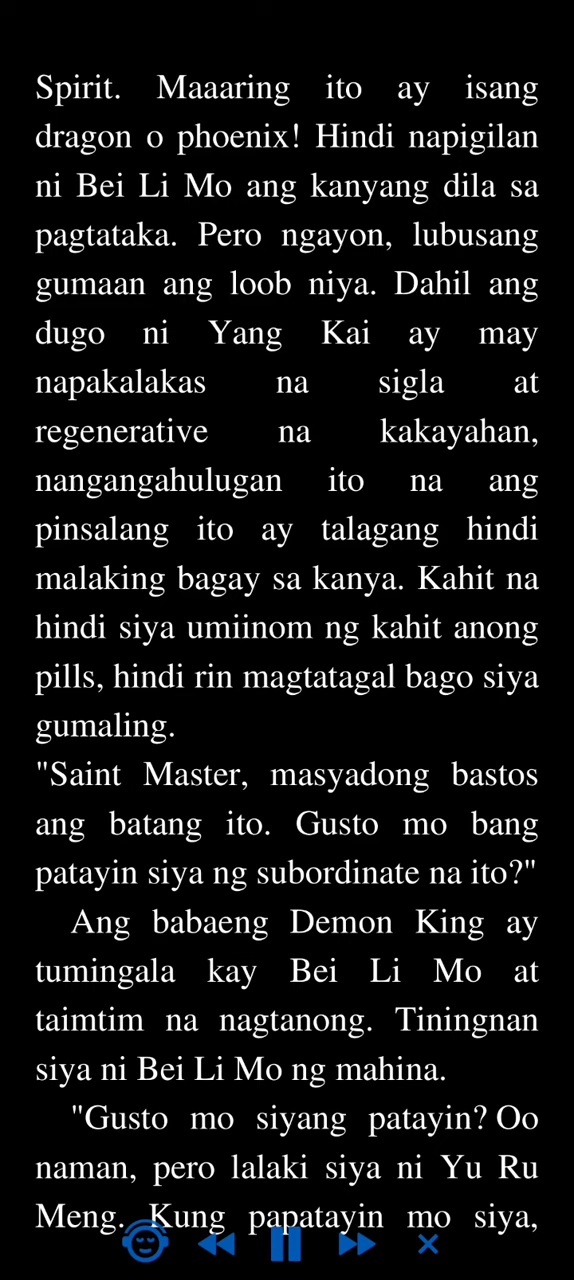 Spirit. Maaaring ito ay isang
dragon o phoenix! Hindi napigilan
ni Bei Li Mo ang kanyang dila sa
pagtataka. Pero ngayon, lubusang
gumaan ang loob niya. Dahil ang
dugo ni Yang Kai ay may
napakalakas na sigla at
regenerative na kakayahan,
nangangahulugan ito na ang
pinsalang ito ay talagang hindi
malaking bagay sa kanya. Kahit na
hindi siya umiinom ng kahit anong
pills, hindi rin magtatagal bago siya
gumaling.
"Saint Master, masyadong bastos
ang batang ito. Gusto mo bang
patayin siya ng subordinate na ito?"
Ang babaeng Demon King ay
tumingala kay Bei Li Mo at
taimtim na nagtanong. Tiningnan
siya ni Bei Li Mo ng mahina.
"Gusto mo siyang patayin? Oo
naman, pero lalaki siya ni Yu Ru
Meng. Kung papatayin mo siya,